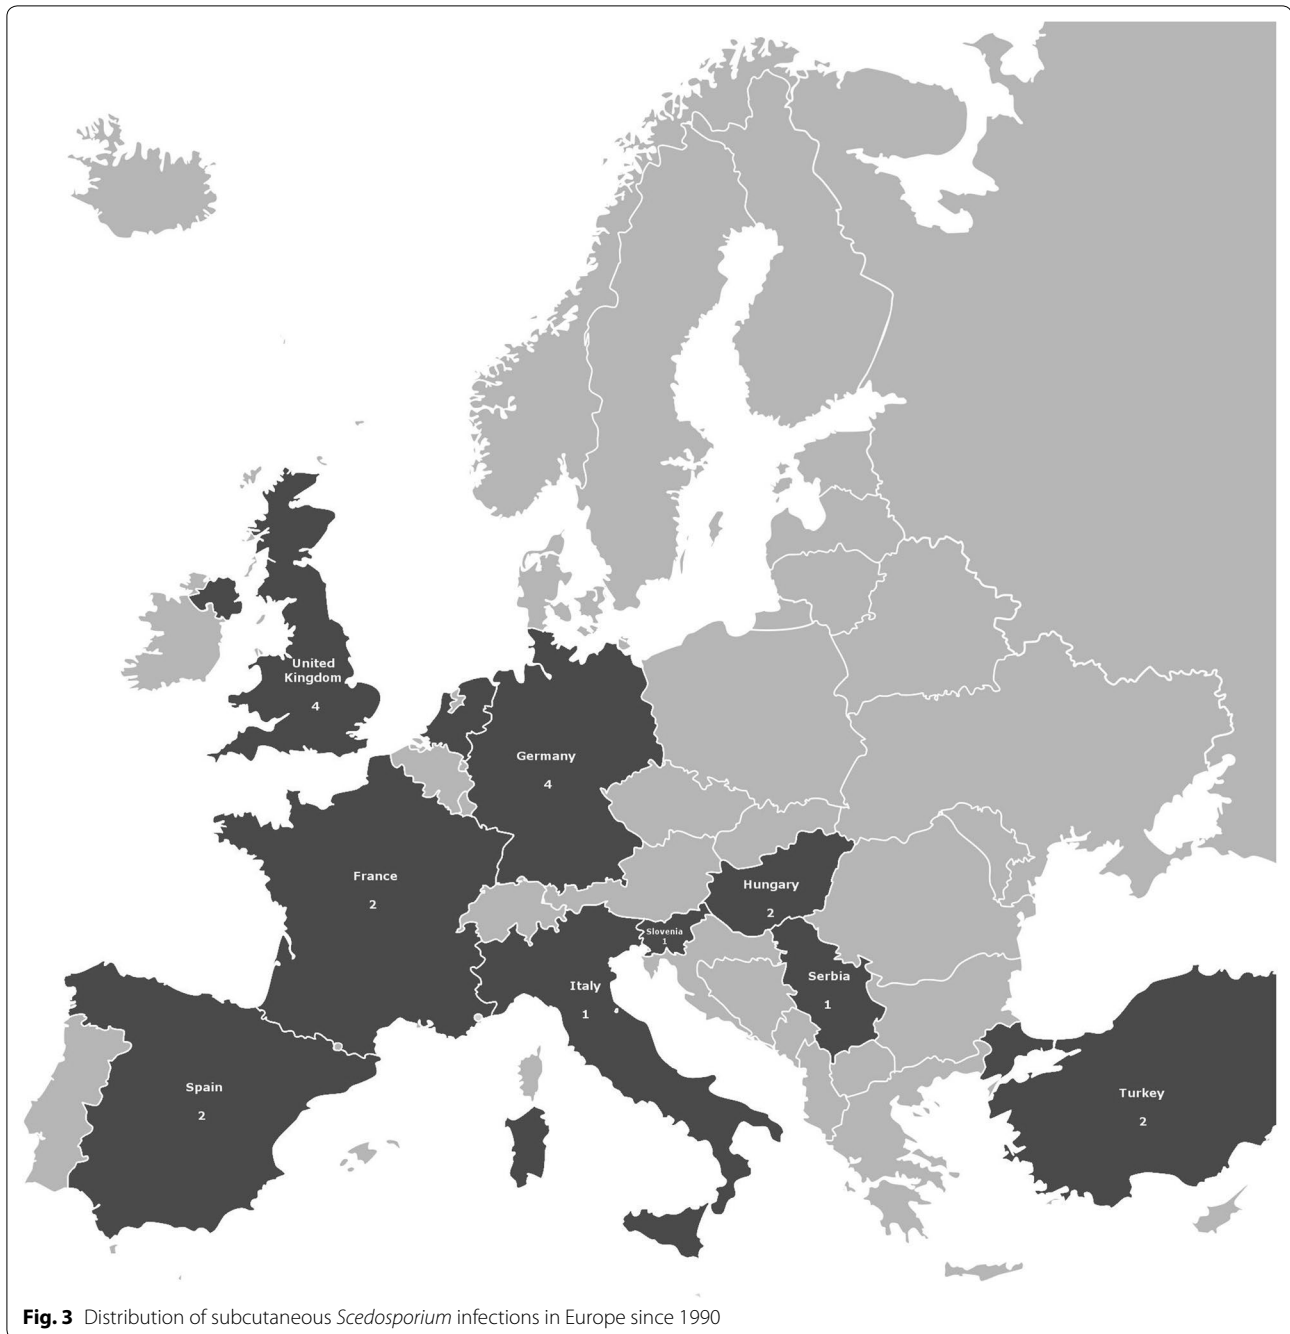 United
Kingdom
4
Germany
4
France
2
Hungary
2
Slovenia
1
Serbia
1
Italy
1
Spain
2
Turkey
2
Fig. 3 Distribution of subcutaneous Scedosporium infections in Europe since 1990